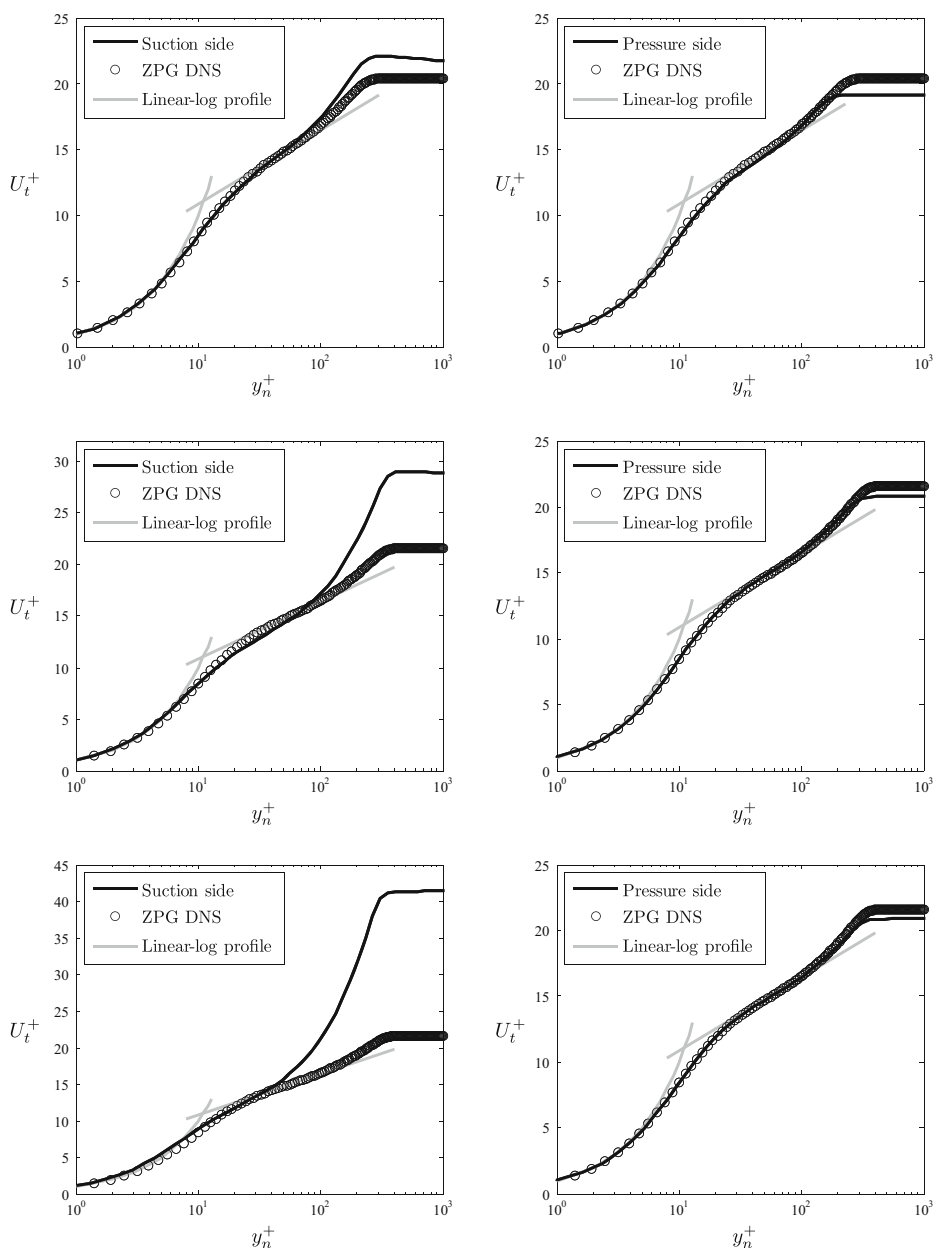 25
20
15
10
5
0
U_t^+
Suction side
ZPG DNS
Linear-log profile
10^0 10^1 10^2 10^3
y_n^+
25
20
15
10
5
0
U_t^+
Pressure side
ZPG DNS
Linear-log profile
10^0 10^1 10^2 10^3
y_n^+
30
25
20
15
10
5
0
U_t^+
Suction side
ZPG DNS
Linear-log profile
10^0 10^1 10^2 10^3
y_n^+
25
20
15
10
5
0
U_t^+
Pressure side
ZPG DNS
Linear-log profile
10^0 10^1 10^2 10^3
y_n^+
45
40
35
30
25
20
15
10
5
0
U_t^+
Suction side
ZPG DNS
Linear-log profile
10^0 10^1 10^2 10^3
y_n^+
25
20
15
10
5
0
U_t^+
Pressure side
ZPG DNS
Linear-log profile
10^0 10^1 10^2 10^3
y_n^+